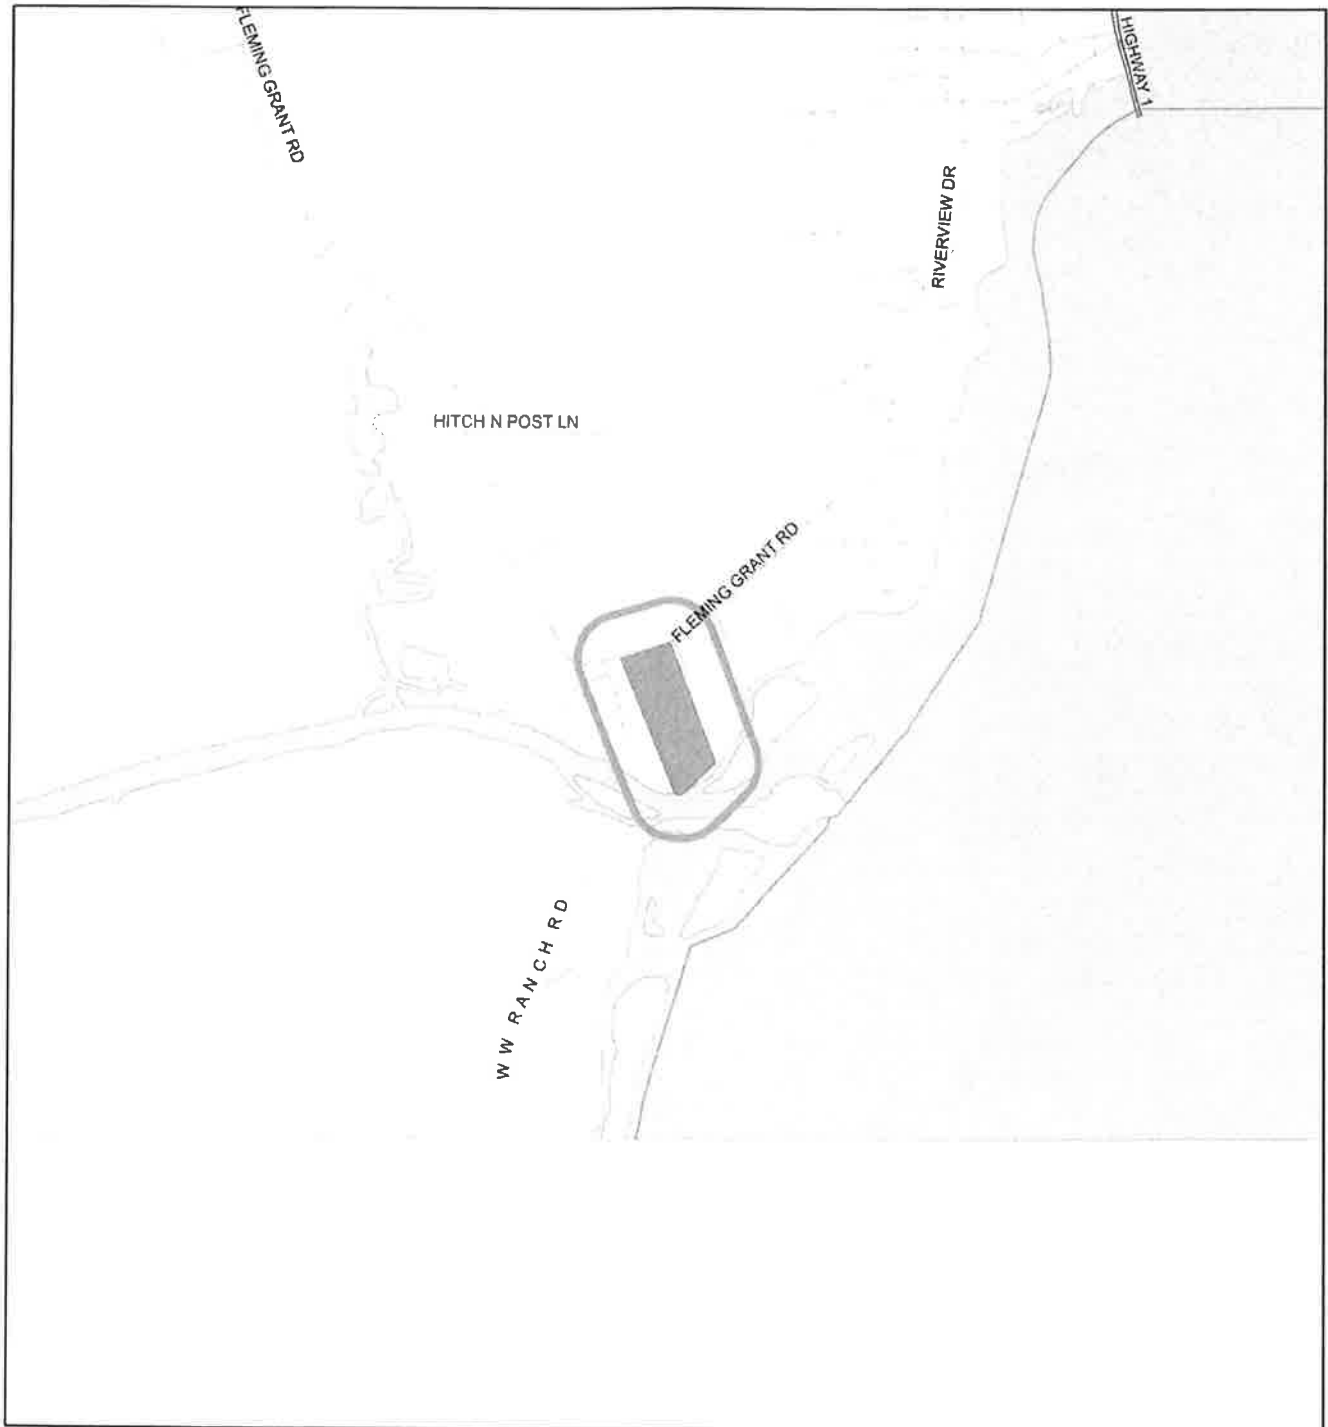 FLEMING GRANT RD
HIGHWAY 1
RIVERVIEW DR
HITCH N POST LN
FLEMING GRANT RD
W W RANCH RD